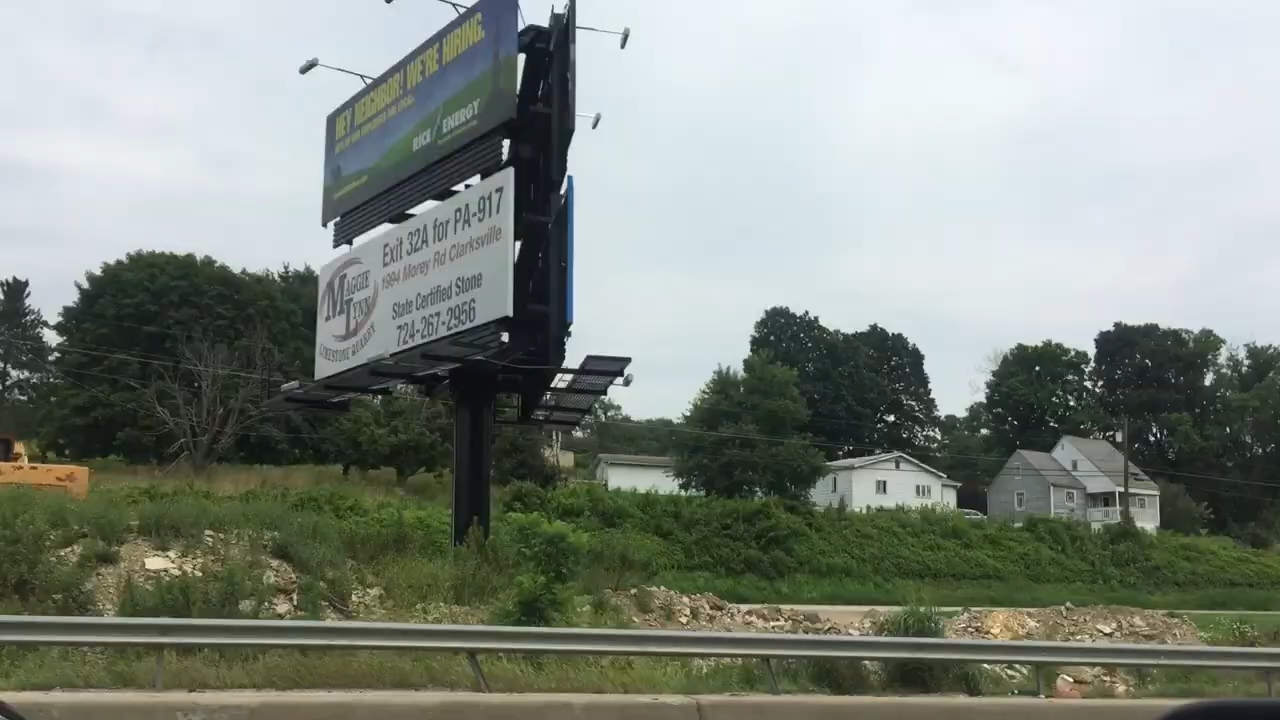 HEY NEIGHBOR! WE'RE HIRING.
RICE ENERGY
Exit 32A for PA-917
1994 Morey Rd Clarksville
MAGGIE
LYNN
LIMESTONE QUARRY
State Certified Stone
724-267-2956